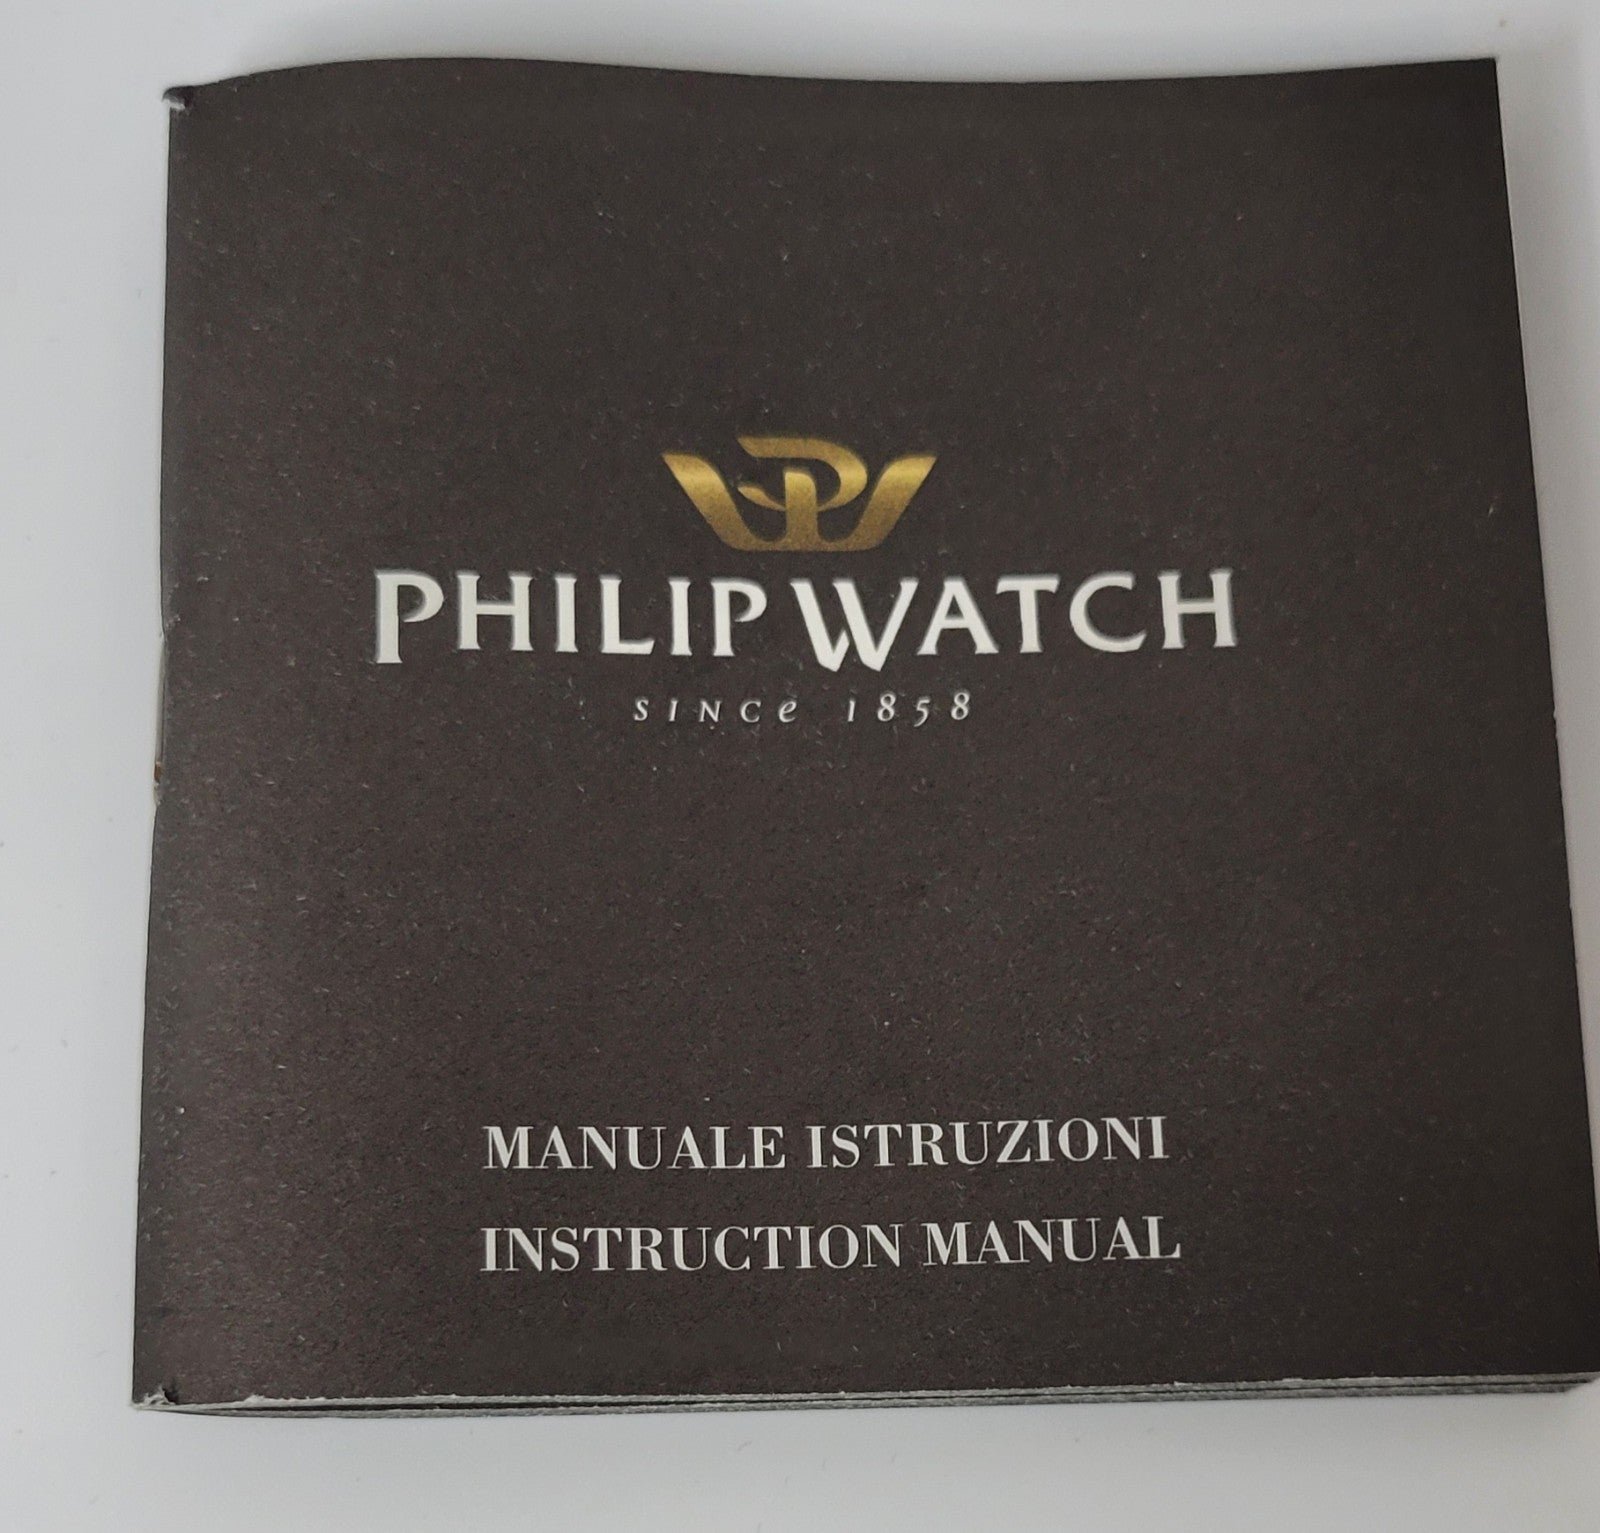 PHILIP WATCH
SINCE 1858
MANUALE ISTRUZIONI
INSTRUCTION MANUAL